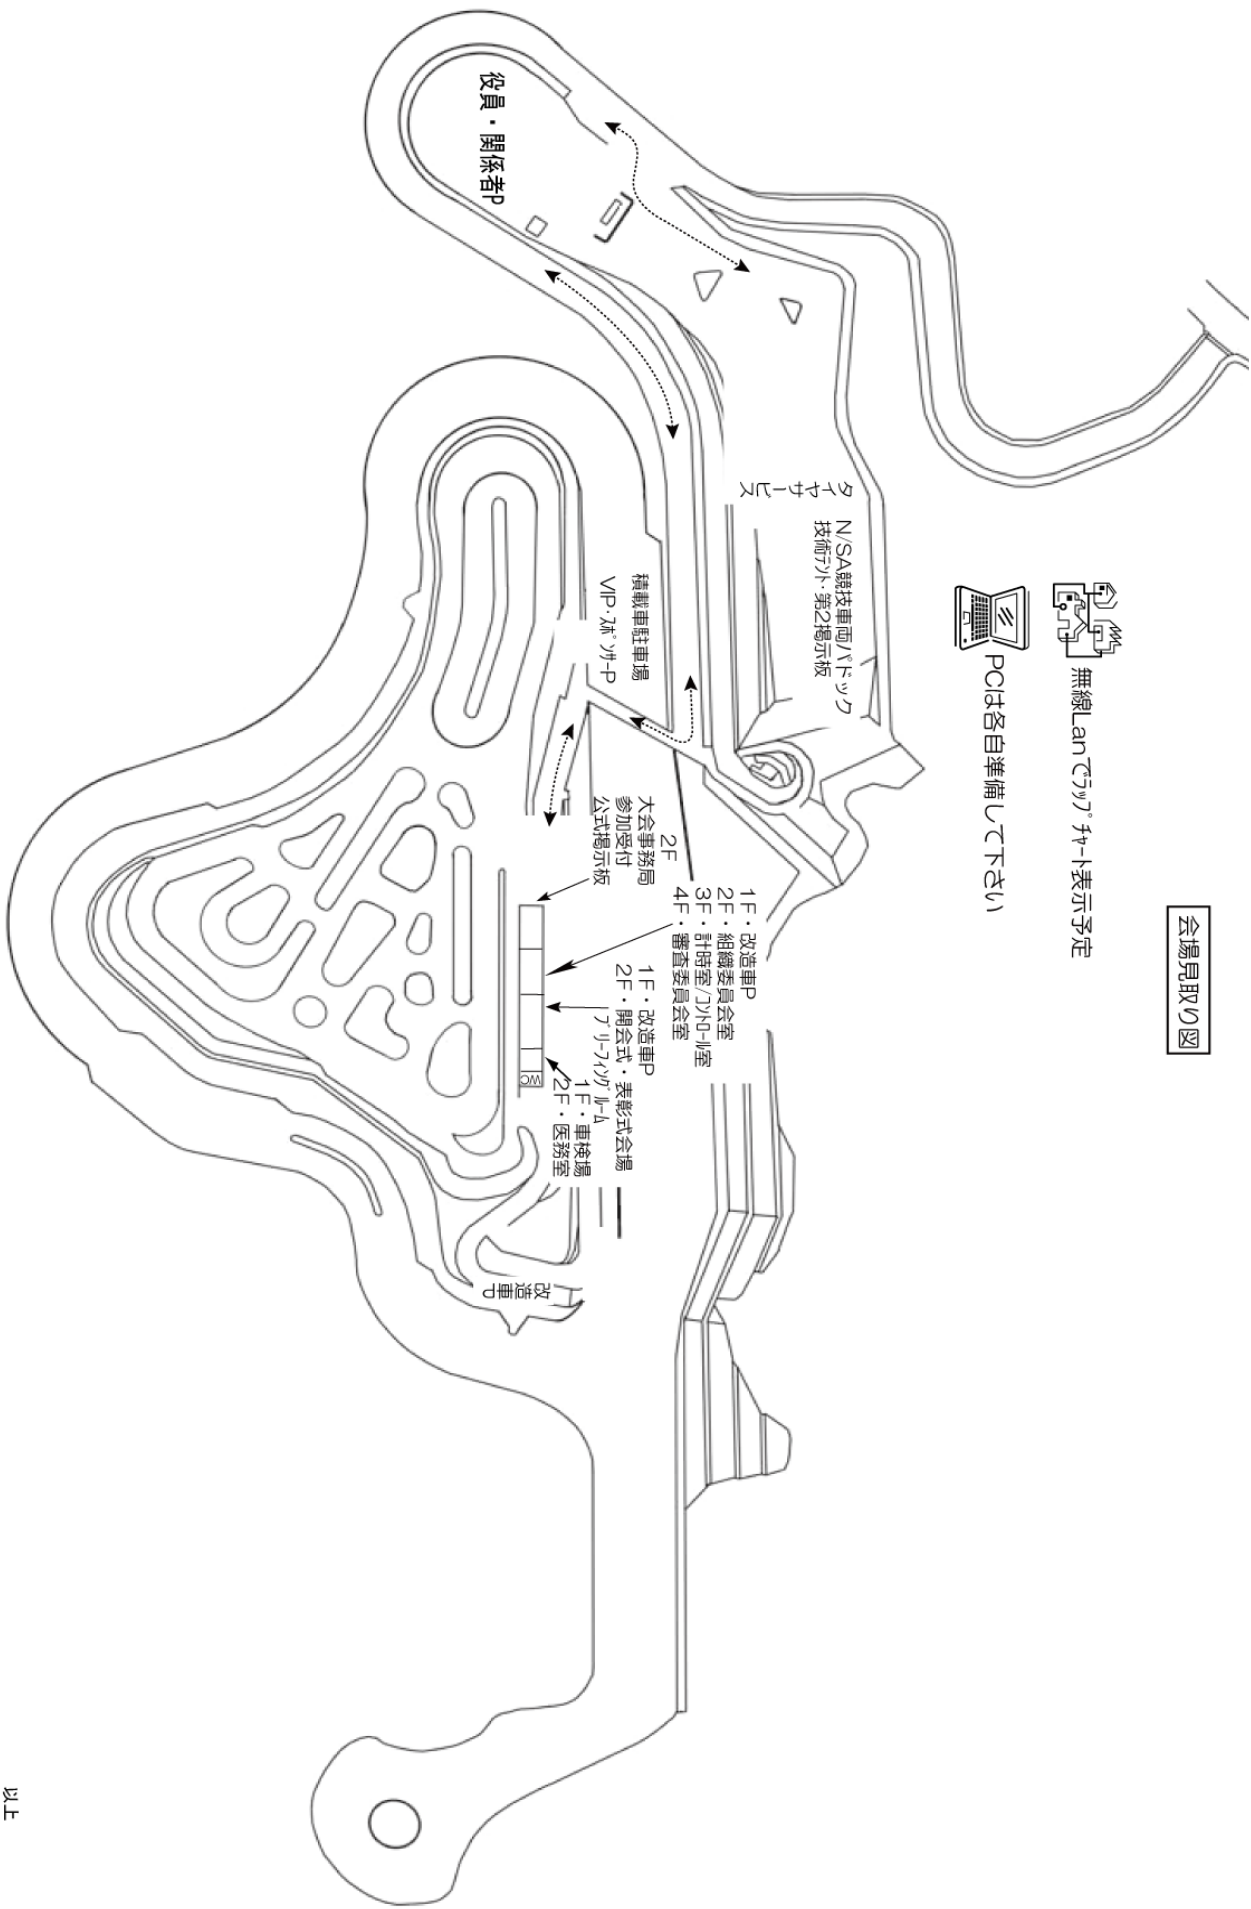 会場見取り図
無線Lanでﾗｯﾌﾟﾁｬｰﾄ表示予定
PCは各自準備して下さい
役員・関係者P
タイヤサービス
N/SA競技車両パドック
技術ﾃﾝﾄ・第2掲示板
積載車駐車場
VIP・ｽﾎﾟﾝｻｰP
2F
大会事務局
参加受付
公式掲示板
1F・改造車P
2F・組織委員会室
3F・計時室/ｺﾝﾄﾛｰﾙ室
4F・審査委員会室
1F・改造車P
2F・開会式・表彰式会場
ﾌﾞﾘｰﾌｨﾝｸﾞﾙｰﾑ
1F・車検場
2F・医務室
WC
改造車P
以上